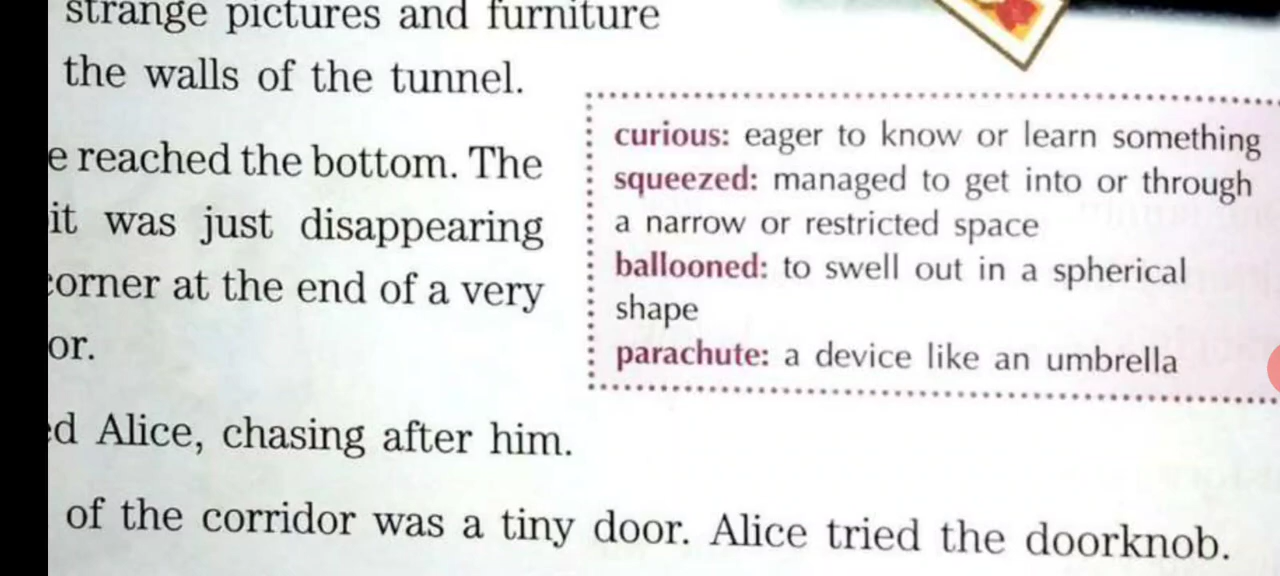 strange pictures and furniture
the walls of the tunnel.
e reached the bottom. The
it was just disappearing
corner at the end of a very
or.
d Alice, chasing after him.
of the corridor was a tiny door. Alice tried the doorknob.
curious: eager to know or learn something
squeezed: managed to get into or through
a narrow or restricted space
ballooned: to swell out in a spherical
shape
parachute: a device like an umbrella